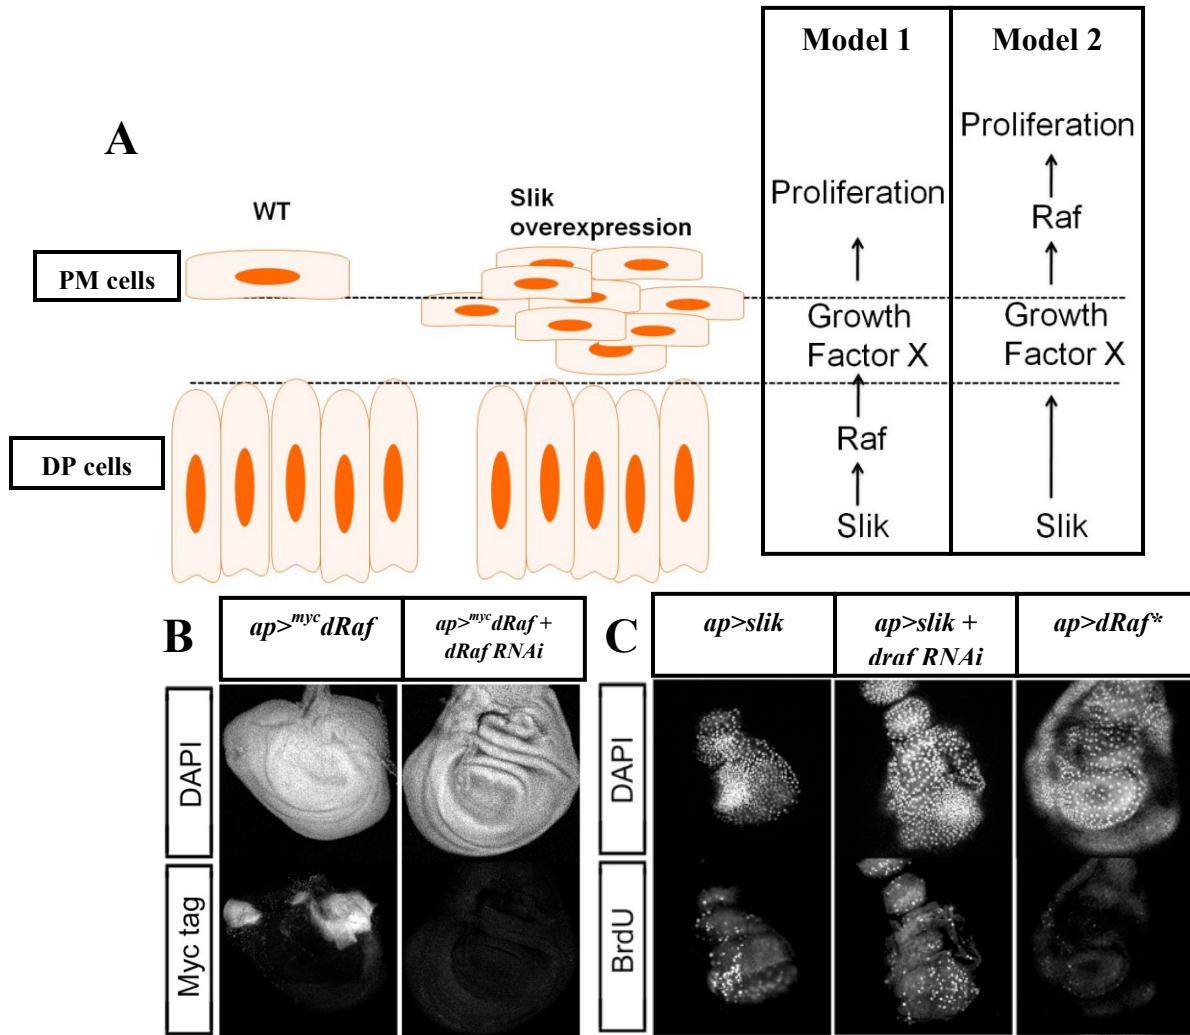 Model 1
Model 2
A
Proliferation
Proliferation
WT
Slik
overexpression
Raf
PM cells
Growth
Factor X
Growth
Factor X
Raf
DP cells
Slik
Slik
B
ap>mycdRaf
ap>mycdRaf +
dRaf RNAi
C
ap>slik
ap>slik +
draf RNAi
ap>dRaf*
DAPI
DAPI
Myc tag
BrdU